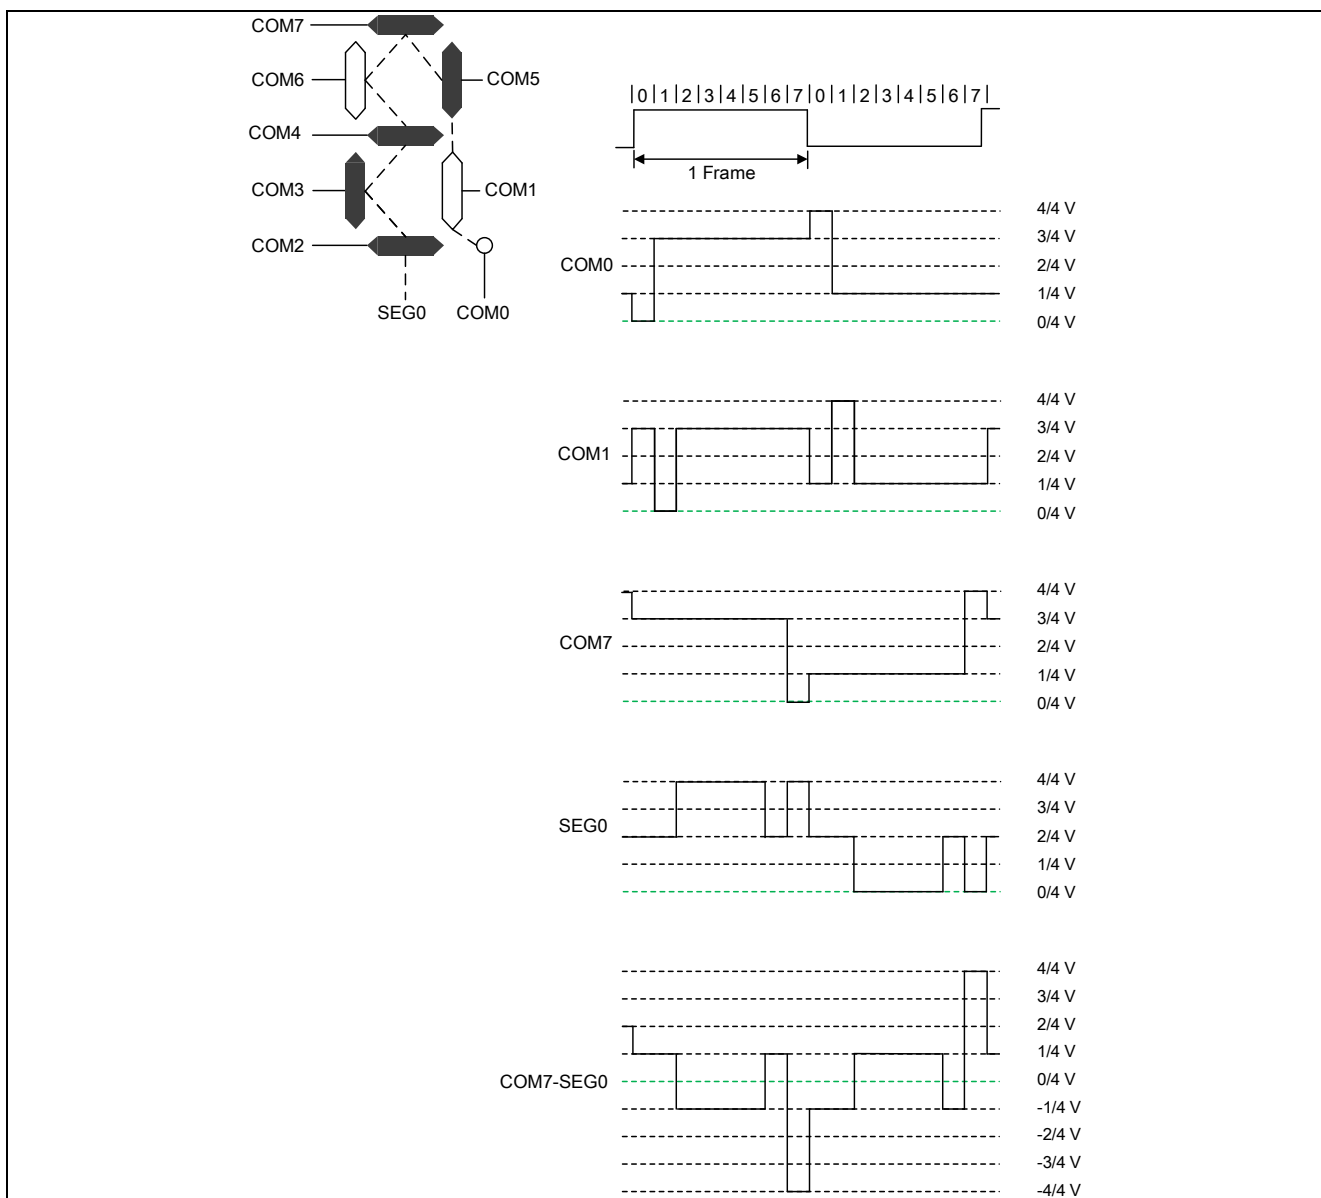 COM7
COM6
COM5
COM4
COM3
COM1
COM2
SEG0
COM0
|0|1|2|3|4|5|6|7|0|1|2|3|4|5|6|7|
1 Frame
COM0
4/4 V
3/4 V
2/4 V
1/4 V
0/4 V
COM1
4/4 V
3/4 V
2/4 V
1/4 V
0/4 V
COM7
4/4 V
3/4 V
2/4 V
1/4 V
0/4 V
SEG0
4/4 V
3/4 V
2/4 V
1/4 V
0/4 V
COM7-SEG0
4/4 V
3/4 V
2/4 V
1/4 V
0/4 V
-1/4 V
-2/4 V
-3/4 V
-4/4 V